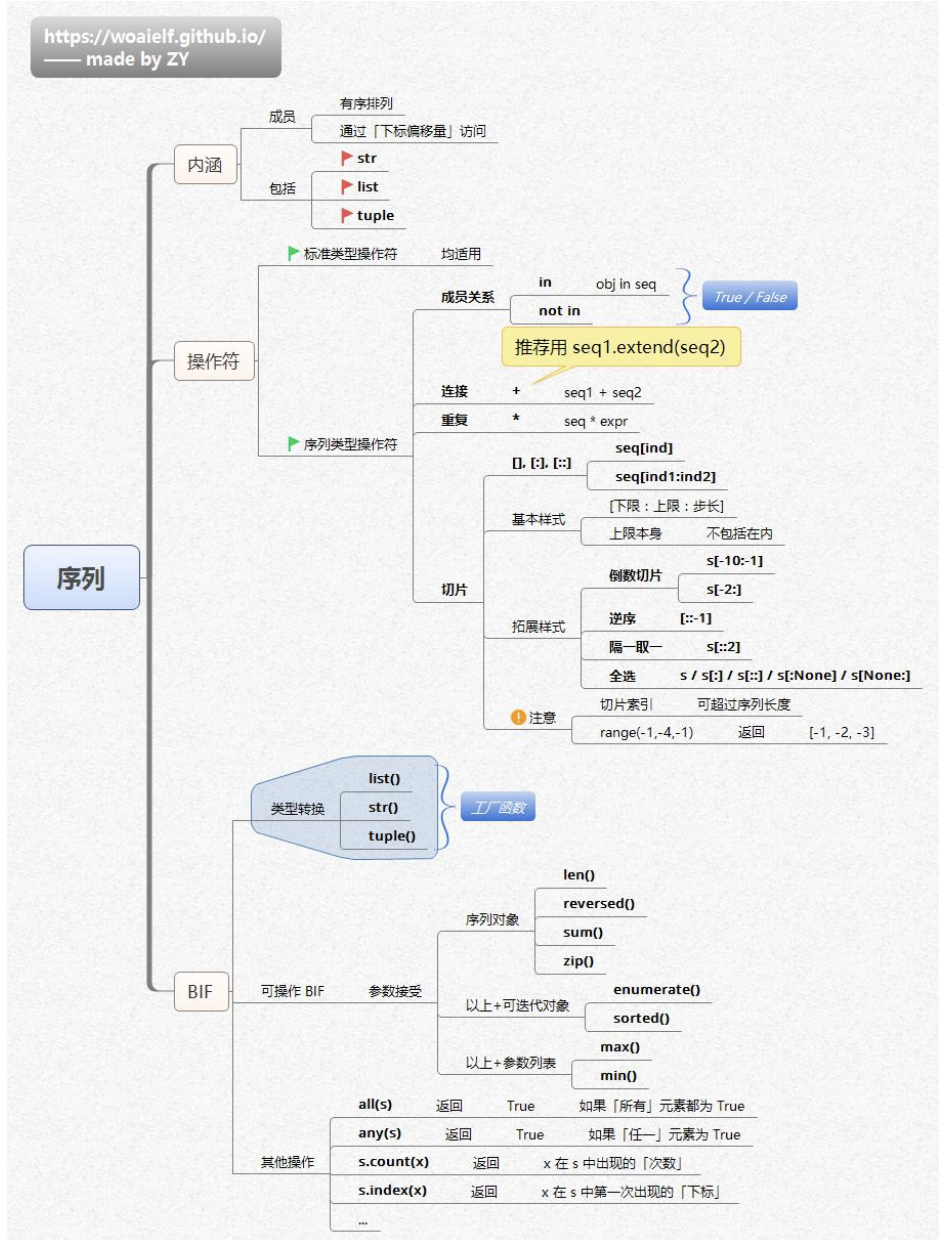 https://woaielf.github.io/
—— made by ZY
序列
内涵
成员
有序排列
通过「下标偏移量」访问
包括
str
list
tuple
操作符
标准类型操作符 均适用
序列类型操作符
成员关系
in obj in seq
not in
True / False
推荐用 seq1.extend(seq2)
连接 + seq1 + seq2
重复 * seq * expr
切片
[], [:], [::]
seq[ind]
seq[ind1:ind2]
基本样式
[下限：上限：步长]
上限本身 不包括在内
拓展样式
倒数切片
s[-10:-1]
s[-2:]
逆序 [::-1]
隔一取一 s[::2]
全选 s / s[:] / s[::] / s[:None] / s[None:]
注意
切片索引 可超过序列长度
range(-1,-4,-1) 返回 [-1, -2, -3]
BIF
类型转换
list()
str()
tuple()
工厂函数
可操作 BIF 参数接受
序列对象
len()
reversed()
sum()
zip()
以上+可迭代对象
enumerate()
sorted()
以上+参数列表
max()
min()
其他操作
all(s) 返回 True 如果「所有」元素都为 True
any(s) 返回 True 如果「任一」元素为 True
s.count(x) 返回 x 在 s 中出现的「次数」
s.index(x) 返回 x 在 s 中第一次出现的「下标」
...